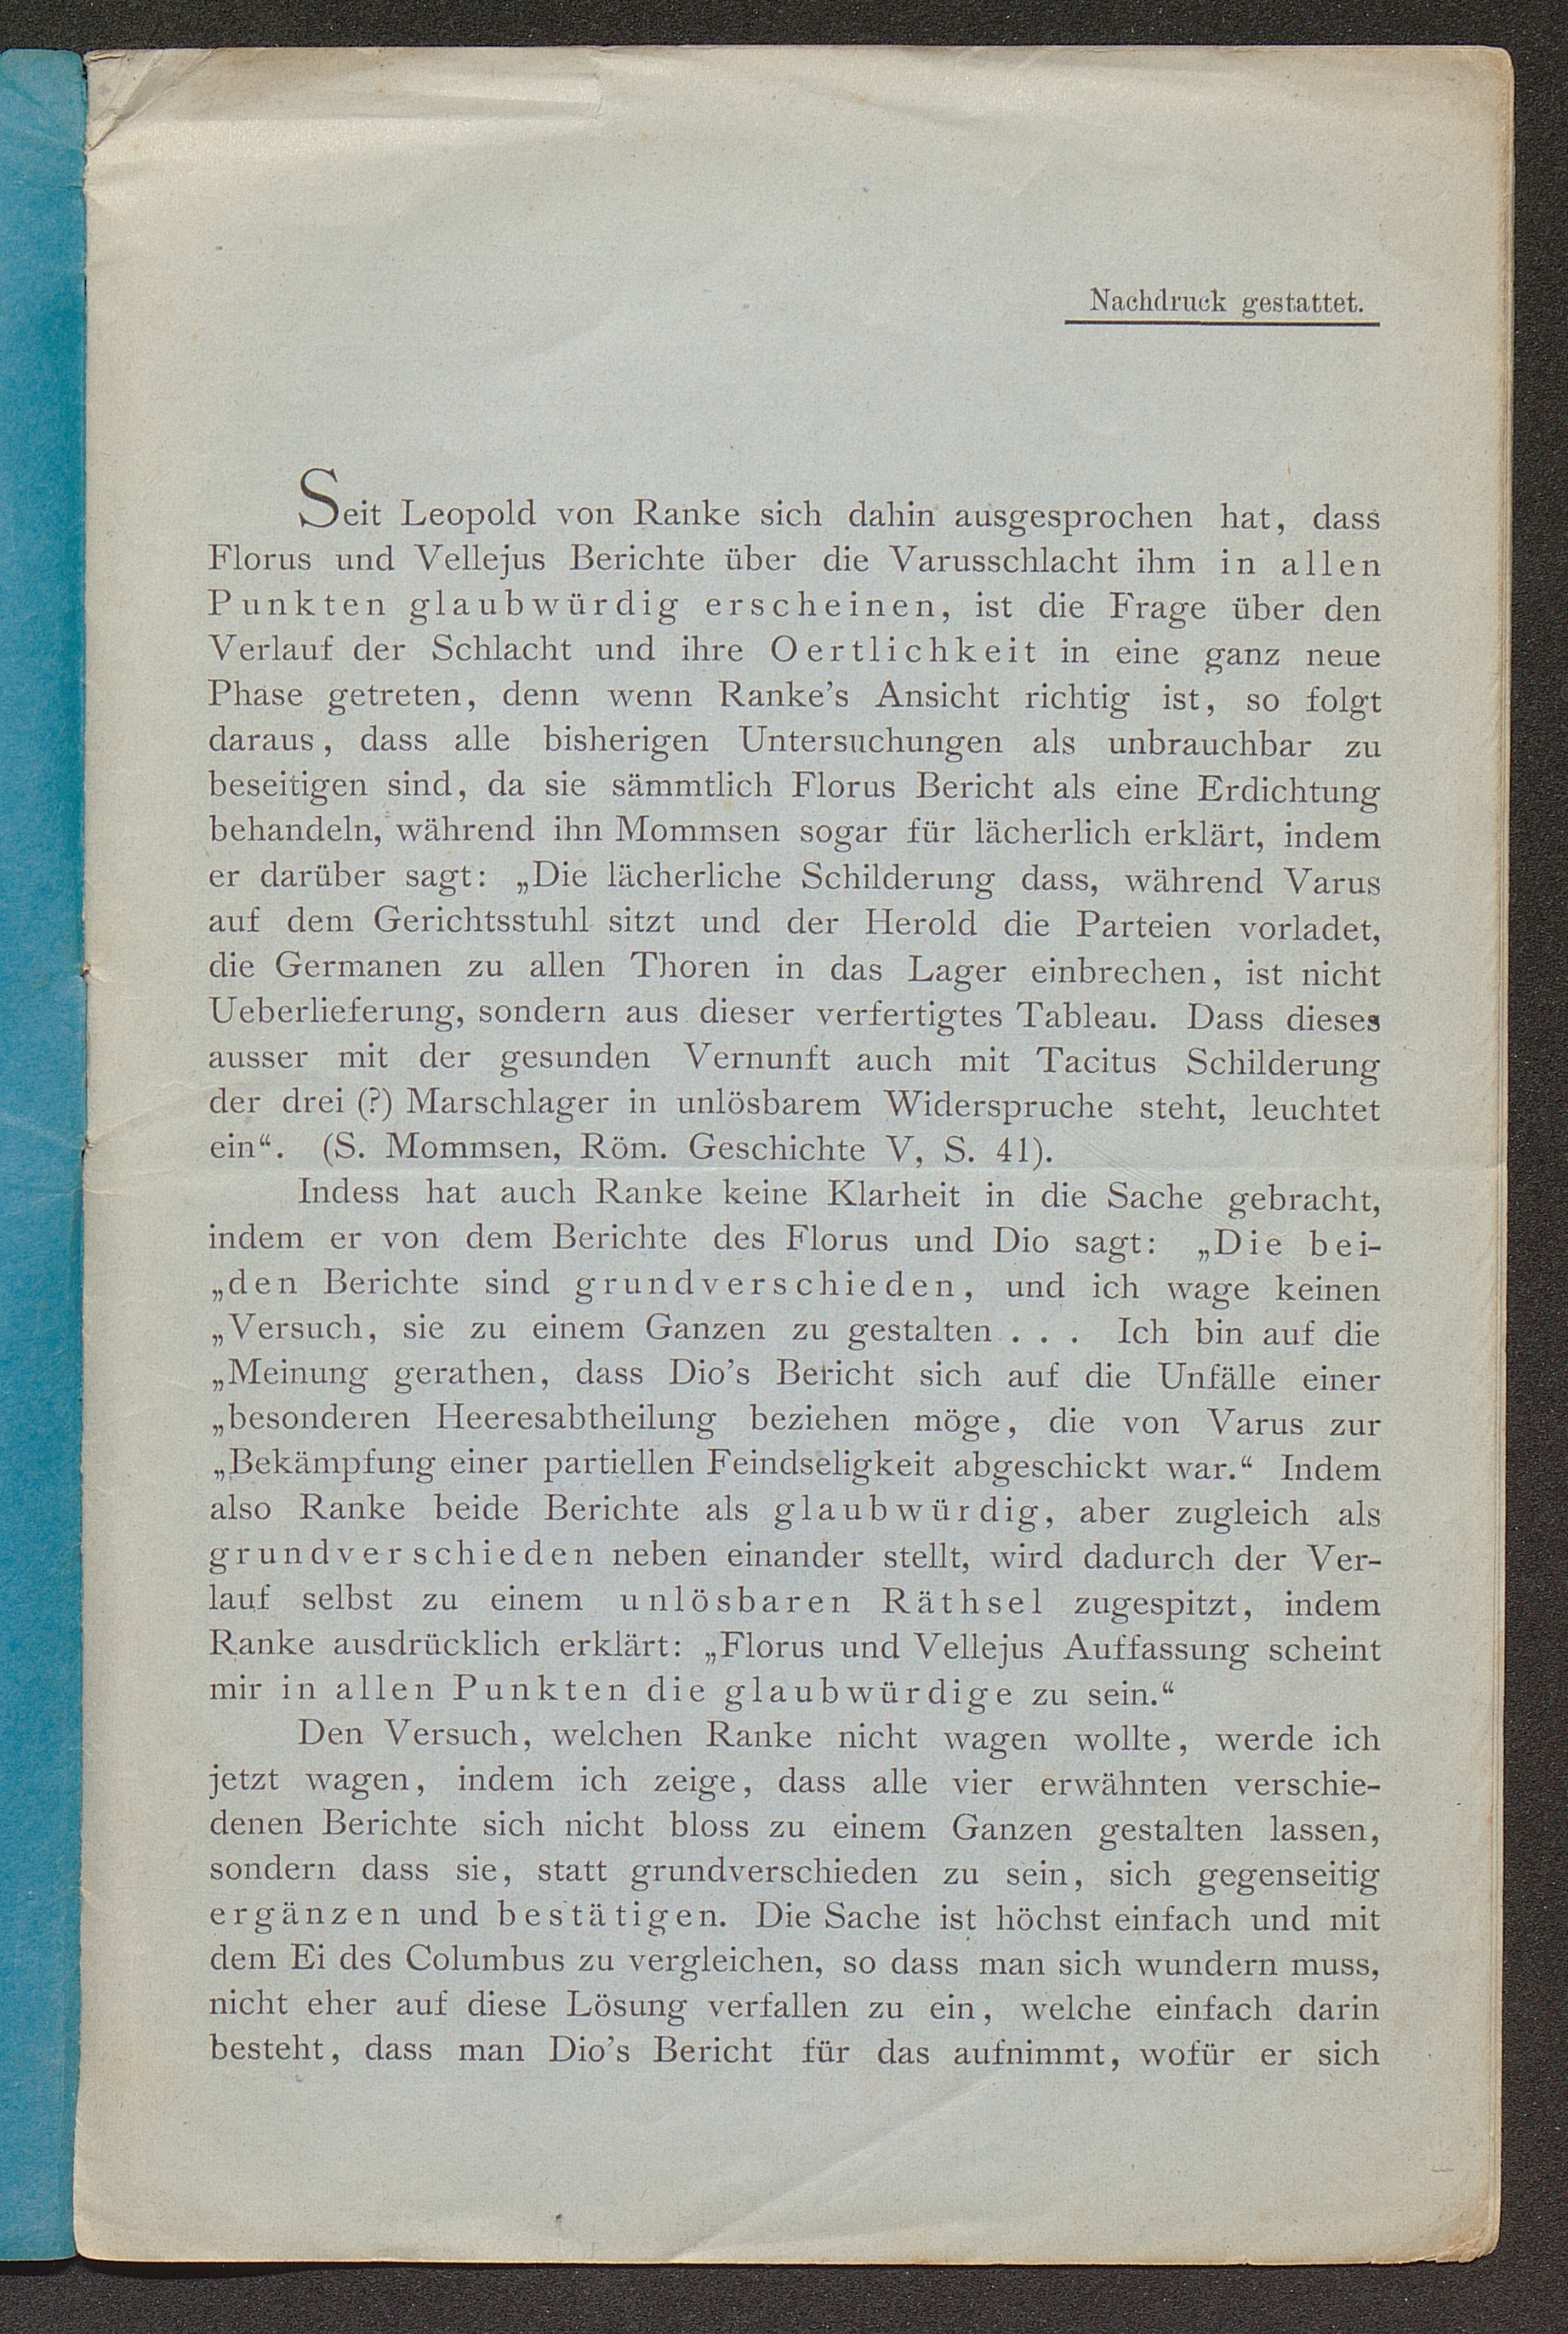 Nachdruck gestattet.
Seit Leopold von Ranke sich dahin ausgesprochen hat, dass
Florus und Vellejus Berichte über die Varusschlacht ihm in allen
Punkten glaubwürdig erscheinen, ist die Frage über den
Verlauf der Schlacht und ihre Oertlichkeit in eine ganz neue
Phase getreten, denn wenn Ranke's Ansicht richtig ist, so folgt
daraus, dass alle bisherigen Untersuchungen als unbrauchbar zu
beseitigen sind, da sie sämmtlich Florus Bericht als eine Erdichtung
behandeln, während ihn Mommsen sogar für lächerlich erklärt, indem
er darüber sagt: „Die lächerliche Schilderung dass, während Varus
auf dem Gerichtsstuhl sitzt und der Herold die Parteien vorladet,
die Germanen zu allen Thoren in das Lager einbrechen, ist nicht
Ueberlieferung, sondern aus dieser verfertigtes Tableau. Dass dieses
ausser mit der gesunden Vernunft auch mit Tacitus Schilderung
der drei (?) Marschlager in unlösbarem Widerspruche steht, leuchtet
ein“. (S. Mommsen, Röm. Geschichte V, S. 41).
Indess hat auch Ranke keine Klarheit in die Sache gebracht,
indem er von dem Berichte des Florus und Dio sagt: „Die bei-
„den Berichte sind grundverschieden, und ich wage keinen
„Versuch, sie zu einem Ganzen zu gestalten . . . Ich bin auf die
„Meinung gerathen, dass Dio's Bericht sich auf die Unfälle einer
„besonderen Heeresabtheilung beziehen möge, die von Varus zur
„Bekämpfung einer partiellen Feindseligkeit abgeschickt war.“ Indem
also Ranke beide Berichte als glaubwürdig, aber zugleich als
grundverschieden neben einander stellt, wird dadurch der Ver-
lauf selbst zu einem unlösbaren Räthsel zugespitzt, indem
Ranke ausdrücklich erklärt: „Florus und Vellejus Auffassung scheint
mir in allen Punkten die glaubwürdige zu sein.“
Den Versuch, welchen Ranke nicht wagen wollte, werde ich
jetzt wagen, indem ich zeige, dass alle vier erwähnten verschie-
denen Berichte sich nicht bloss zu einem Ganzen gestalten lassen,
sondern dass sie, statt grundverschieden zu sein, sich gegenseitig
ergänzen und bestätigen. Die Sache ist höchst einfach und mit
dem Ei des Columbus zu vergleichen, so dass man sich wundern muss,
nicht eher auf diese Lösung verfallen zu ein, welche einfach darin
besteht, dass man Dio's Bericht für das aufnimmt, wofür er sich